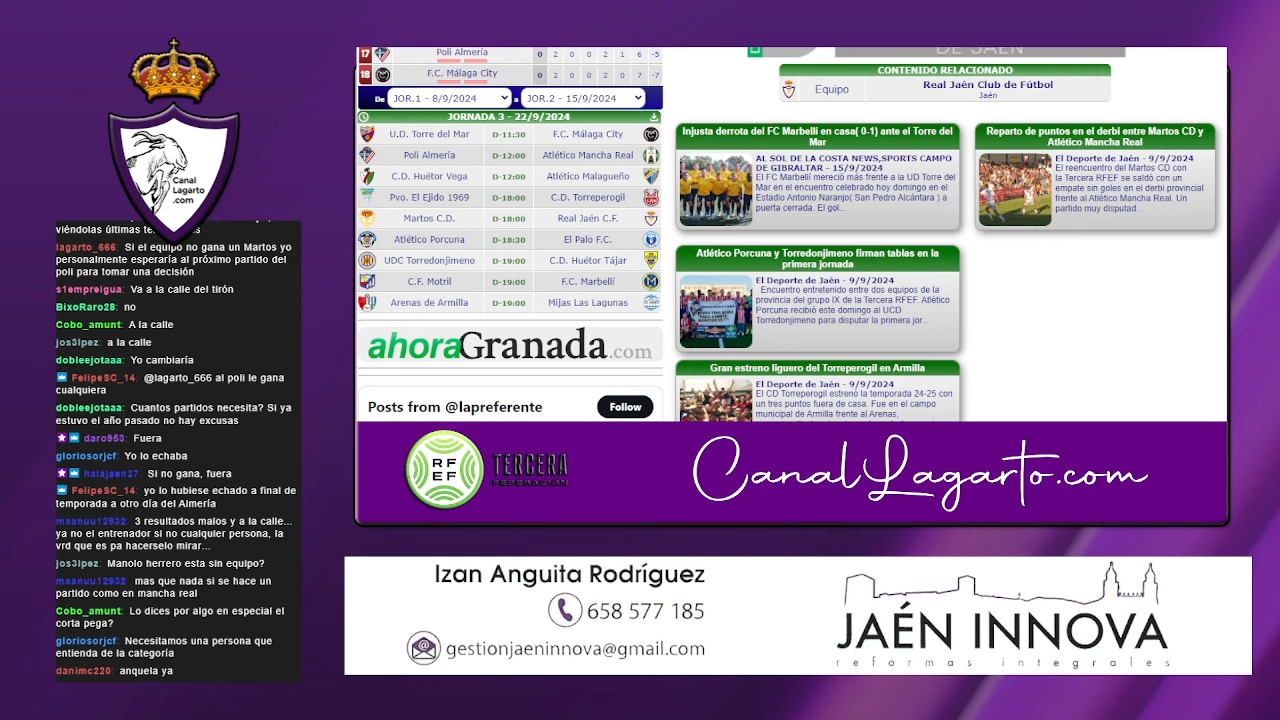 Canal
Lagarto
.com
viéndolas últimas
lagarto_666: Si el equipo no gana un Martos yo
personalmente esperaría al próximo partido del
poli para tomar una decisión
s1empreigua: Va a la calle del tirón
BixoRaro28: no
Cobo_amunt: A la calle
jos3lpez: a la calle
dobleejotaaa: Yo cambiaría
FelipeSC_14: @lagarto_666 al poli le gana
cualquiera
dobleejotaaa: Cuantos partidos necesita? Si ya
estuvo el año pasado no hay excusas
daro953: Fuera
gloriosorjcf: Yo lo echaba
halajaen27: Si no gana, fuera
FelipeSC_14: yo lo hubiese echado a final de
temporada a otro día del Almería
maanuu12932: 3 resultados malos y a la calle...
ya no el entrenador si no cualquier persona, la
vrd que es pa hacerselo mirar...
jos3lpez: Manolo herrero esta sin equipo?
maanuu12932: mas que nada si se hace un
partido como en mancha real
Cobo_amunt: Lo dices por algo en especial el
corta pega?
gloriosorjcf: Necesitamos una persona que
entienda de la categoría
danimc220: anquela ya
17 Poli Almería 0 2 0 0 2 1 6 -5
18 F.C. Málaga City 0 2 0 0 2 0 7 -7
De JOR.1 - 8/9/2024 a JOR.2 - 15/9/2024
JORNADA 3 - 22/9/2024
U.D. Torre del Mar D-11:30 F.C. Málaga City
Poli Almería D-12:00 Atlético Mancha Real
C.D. Huétor Vega D-12:00 Atlético Malagueño
Pvo. El Ejido 1969 D-18:00 C.D. Torreperogil
Martos C.D. D-18:00 Real Jaén C.F.
Atlético Porcuna D-18:30 El Palo F.C.
UDC Torredonjimeno D-19:00 C.D. Huétor Tájar
C.F. Motril D-19:00 F.C. Marbellí
Arenas de Armilla D-19:00 Mijas Las Lagunas
ahoraGranada.com
Posts from @lapreferente
Follow
DE JAÉN
CONTENIDO RELACIONADO
Equipo
Real Jaén Club de Fútbol
Jaén
Injusta derrota del FC Marbellí en casa( 0-1) ante el Torre del
Mar
AL SOL DE LA COSTA NEWS,SPORTS CAMPO
DE GIBRALTAR - 15/9/2024
El FC Marbellí mereció más frente a la UD Torre del
Mar en el encuentro celebrado hoy domingo en el
Estadio Antonio Naranjo( San Pedro Alcántara ) a
puerta cerrada. El gol...
Reparto de puntos en el derbi entre Martos CD y
Atlético Mancha Real
El Deporte de Jaén - 9/9/2024
El reencuentro del Martos CD con
la Tercera RFEF se saldó con un
empate sin goles en el derbi provincial
frente al Atlético Mancha Real. Un
partido muy disputad...
Atlético Porcuna y Torredonjimeno firman tablas en la
primera jornada
El Deporte de Jaén - 9/9/2024
Encuentro entretenido entre dos equipos de la
provincia del grupo IX de la Tercera RFEF. Atlético
Porcuna recibió este domingo al UCD
Torredonjimeno para disputar la primera jor...
Gran estreno liguero del Torreperogil en Armilla
El Deporte de Jaén - 9/9/2024
El CD Torreperogil estrenó la temporada 24-25 con
un tres puntos fuera de casa. Fue en el campo
municipal de Armilla frente al Arenas,
RF
EF
TERCERA
FEDERACIÓN
CanalLagarto.com
Izan Anguita Rodríguez
658 577 185
gestionjaeninnova@gmail.com
JAÉN INNOVA
reformas integrales